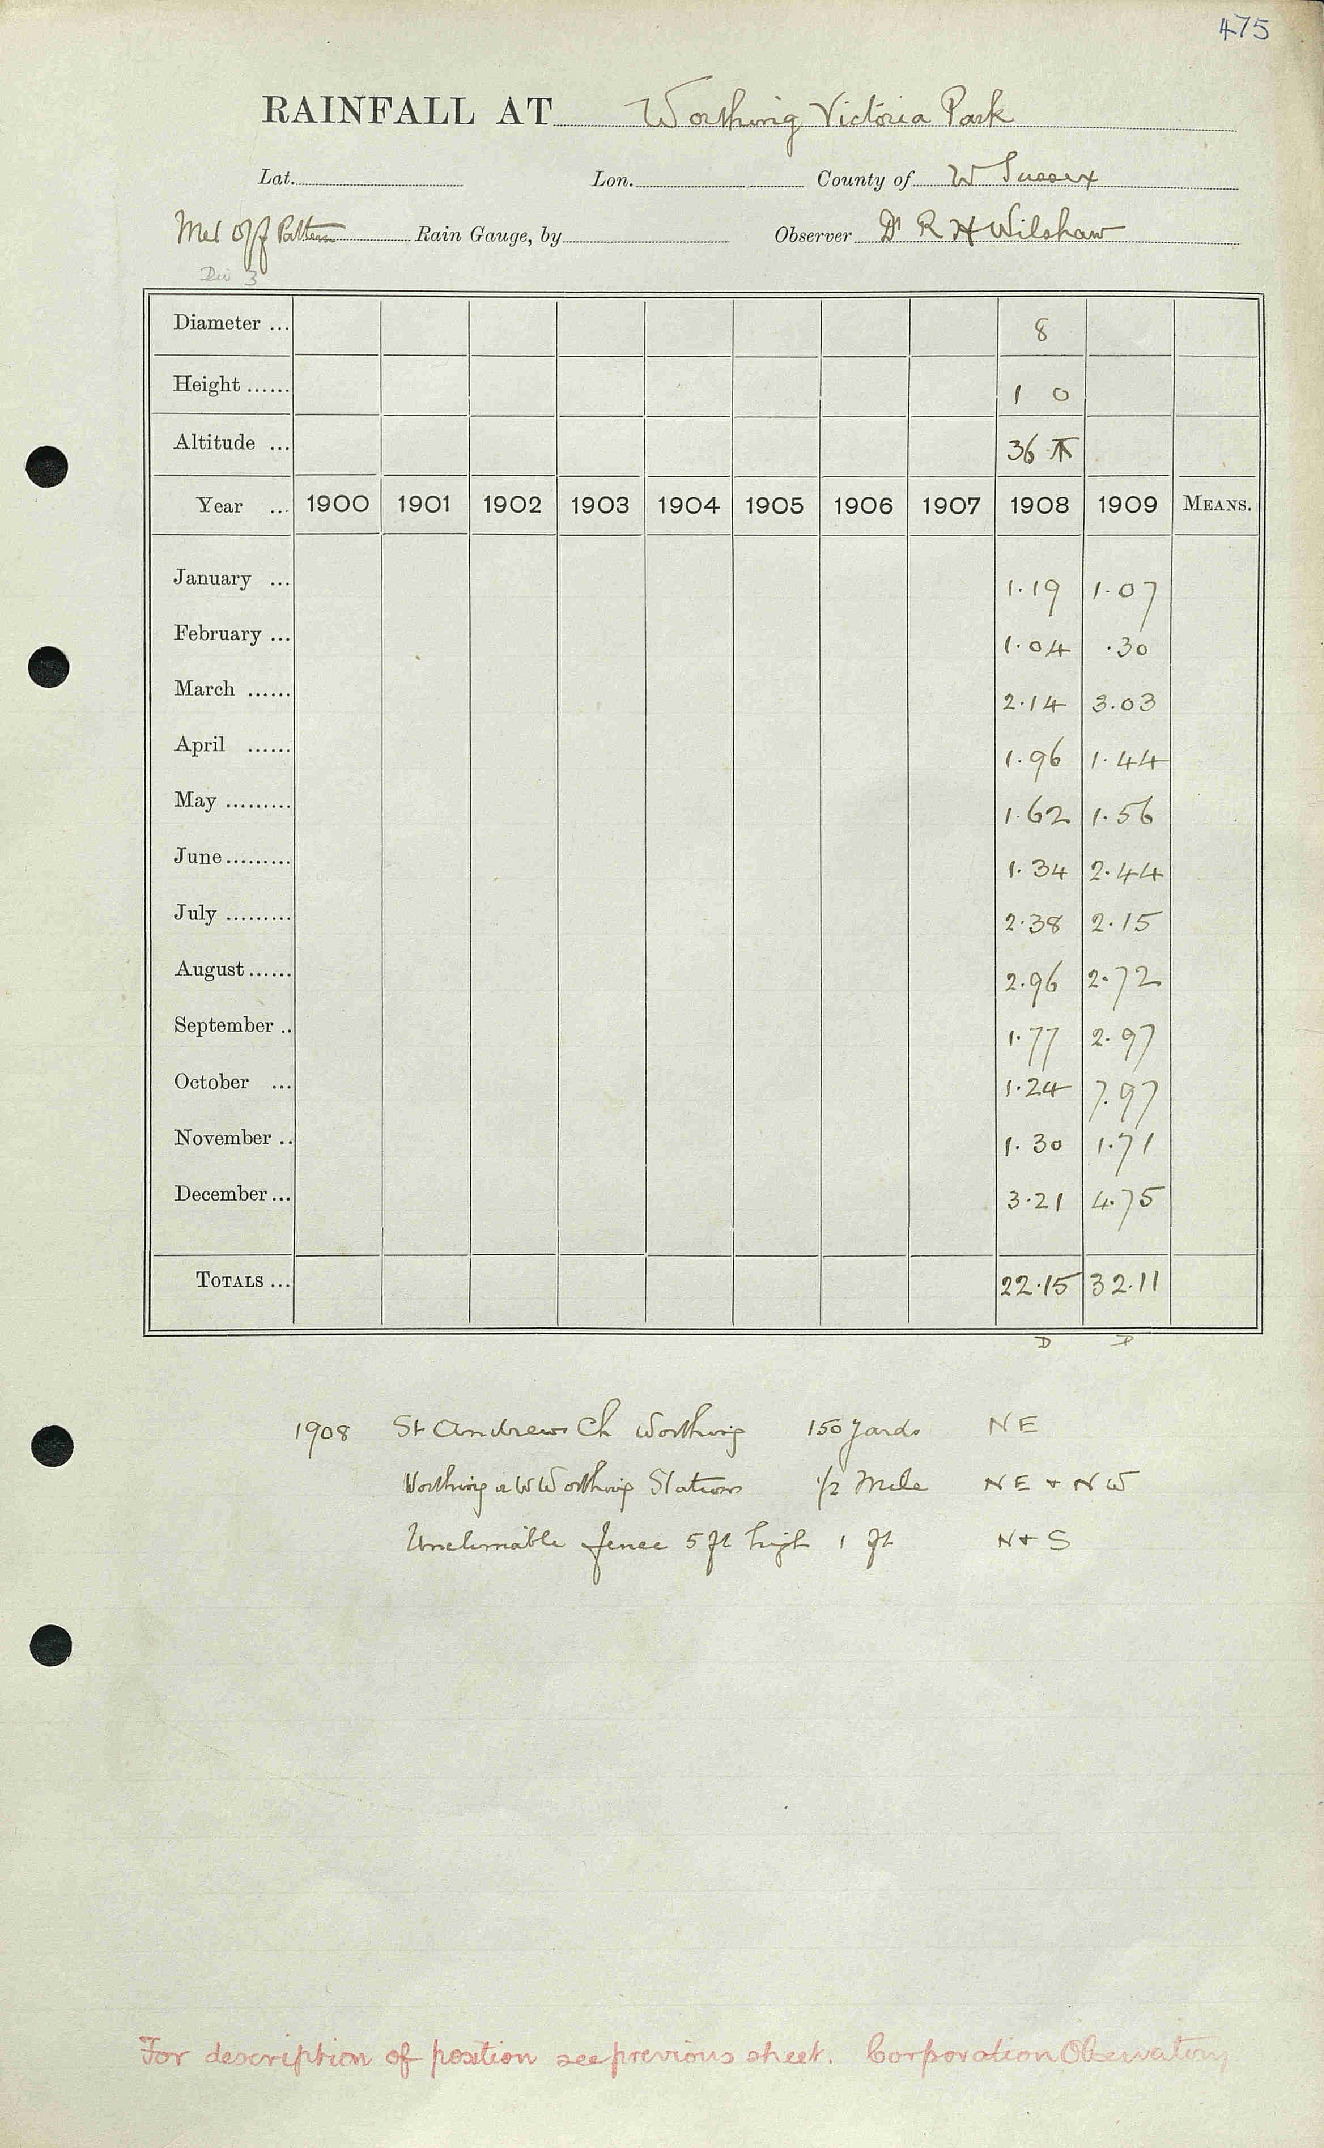 475
RAINFALL AT Worthing Victoria Park
Lat. Lon. County of W Sussex
Met Off Pattern Rain Gauge, by Observer Dr R H Wilshaw
Div 3
Diameter ... 8
Height ...... 1 0
Altitude ... 36
Year ... 1900 1901 1902 1903 1904 1905 1906 1907 1908 1909 MEANS.
January ... 1.19 1.07
February ... 1.04 .30
March ...... 2.14 3.03
April ...... 1.96 1.44
May ......... 1.62 1.56
June ......... 1.34 2.44
July ......... 2.38 2.15
August ...... 2.96 2.72
September .. 1.77 2.97
October ... 1.24 7.97
November .. 1.30 1.71
December ... 3.21 4.75
TOTALS ... 22.15 32.11
D D
1908 St Andrews Ch Worthing 150 yards NE
Worthing & W Worthing Stations 1/2 Mile NE + NW
Unclimable fence 5 ft high 1 ft N + S
For description of position see previous sheet. Corporation Observatory